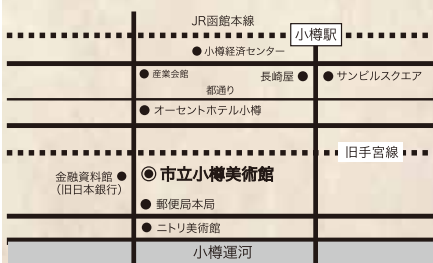 JR函館本線
小樽駅
● 小樽経済センター
● 産業会館
長崎屋 ●
● サンビルスクエア
都通り
● オーセントホテル小樽
旧手宮線
金融資料館 ●
(旧日本銀行)
◉ 市立小樽美術館
● 郵便局本局
● ニトリ美術館
小樽運河